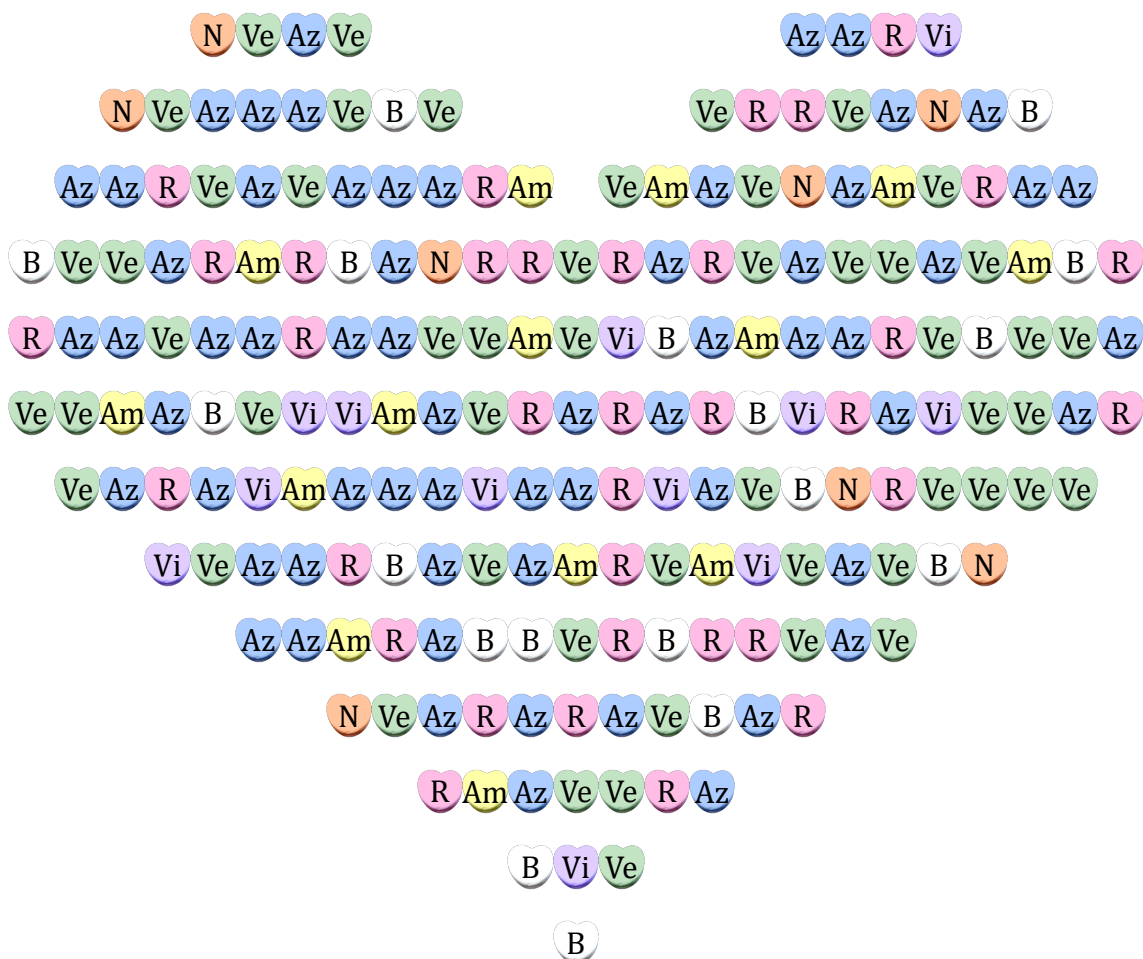 N Ve Az Ve Az Az R Vi
N Ve Az Az Az Ve B Ve Ve R R Ve Az N Az B
Az Az R Ve Az Ve Az Az Az R Am Ve Am Az Ve N Az Am Ve R Az Az
B Ve Ve Az R Am R B Az N R R Ve R Az R Ve Az Ve Ve Az Ve Am B R
R Az Az Ve Az Az R Az Az Ve Ve Am Ve Vi B Az Am Az Az R Ve B Ve Ve Az
Ve Ve Am Az B Ve Vi Vi Am Az Ve R Az R Az R B Vi R Az Vi Ve Ve Az R
Ve Az R Az Vi Am Az Az Az Vi Az Az R Vi Az Ve B N R Ve Ve Ve Ve
Vi Ve Az Az R B Az Ve Az Am R Ve Am Vi Ve Az Ve B N
Az Az Am R Az B B Ve R B R R Ve Az Ve
N Ve Az R Az R Az Ve B Az R
R Am Az Ve Ve R Az
B Vi Ve
B